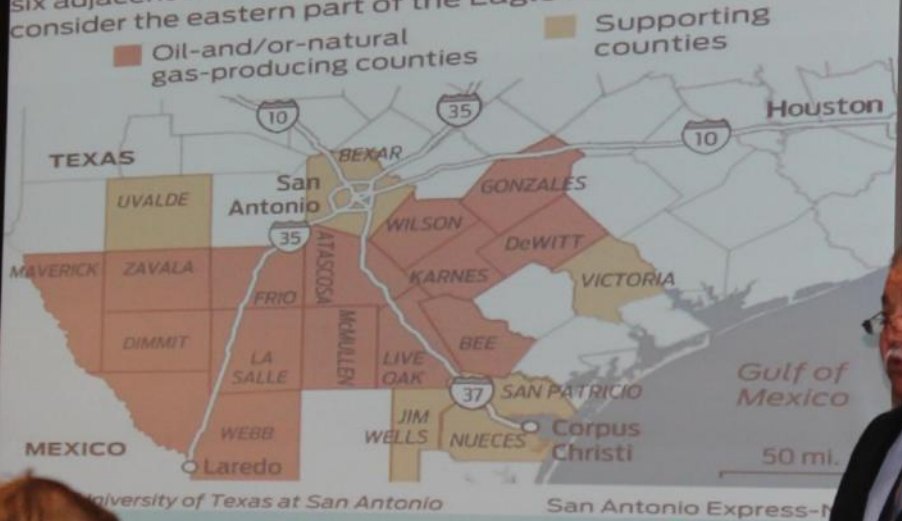 six adjacen
consider the eastern part of the Eagle
Oil-and/or-natural
gas-producing counties
Supporting
counties
10
35
Houston
10
TEXAS
BEXAR
UVALDE
San
Antonio
GONZALES
WILSON
35
DeWITT
MAVERICK
ZAVALA
ATASCOSA
KARNES
VICTORIA
FRIO
McMULLEN
DIMMIT
LA
SALLE
LIVE
OAK
BEE
Gulf of
Mexico
37
SAN PATRICIO
JIM
WELLS
NUECES
WEBB
Corpus
Christi
MEXICO
Laredo
50 mi.
University of Texas at San Antonio
San Antonio Express-N